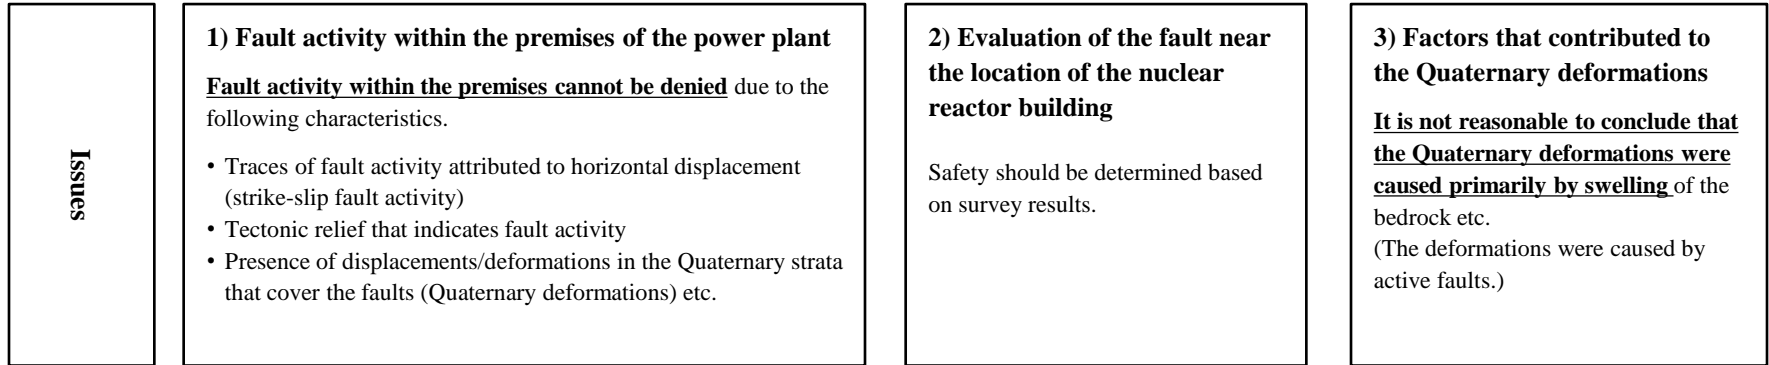 Issues
1) Fault activity within the premises of the power plant
Fault activity within the premises cannot be denied due to the
following characteristics.
• Traces of fault activity attributed to horizontal displacement
(strike-slip fault activity)
• Tectonic relief that indicates fault activity
• Presence of displacements/deformations in the Quaternary strata
that cover the faults (Quaternary deformations) etc.
2) Evaluation of the fault near
the location of the nuclear
reactor building
Safety should be determined based
on survey results.
3) Factors that contributed to
the Quaternary deformations
It is not reasonable to conclude that
the Quaternary deformations were
caused primarily by swelling of the
bedrock etc.
(The deformations were caused by
active faults.)